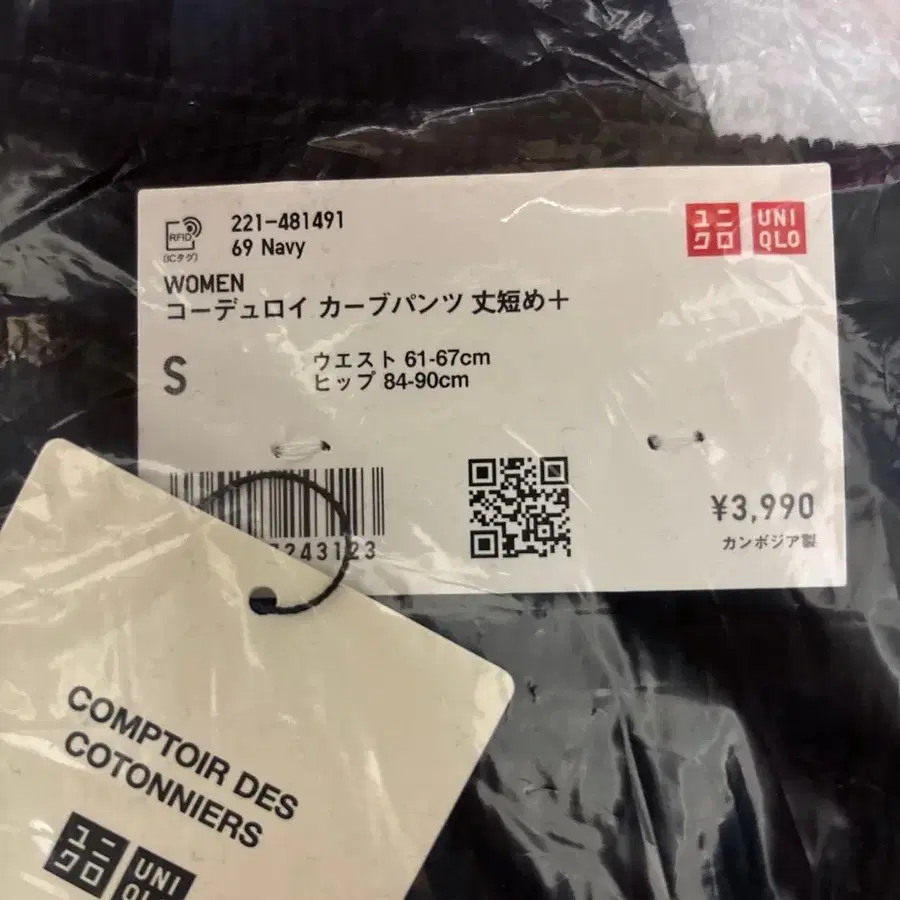 RFID
(ICタグ)
221-481491
69 Navy
ユニ
クロ
UNI
QLO
WOMEN
コーデュロイ カーブパンツ 丈短め＋
S
ウエスト 61-67cm
ヒップ 84-90cm
243123
¥3,990
カンボジア製
COMPTOIR DES
COTONNIERS
ユニ
クロ
UNI
QLO